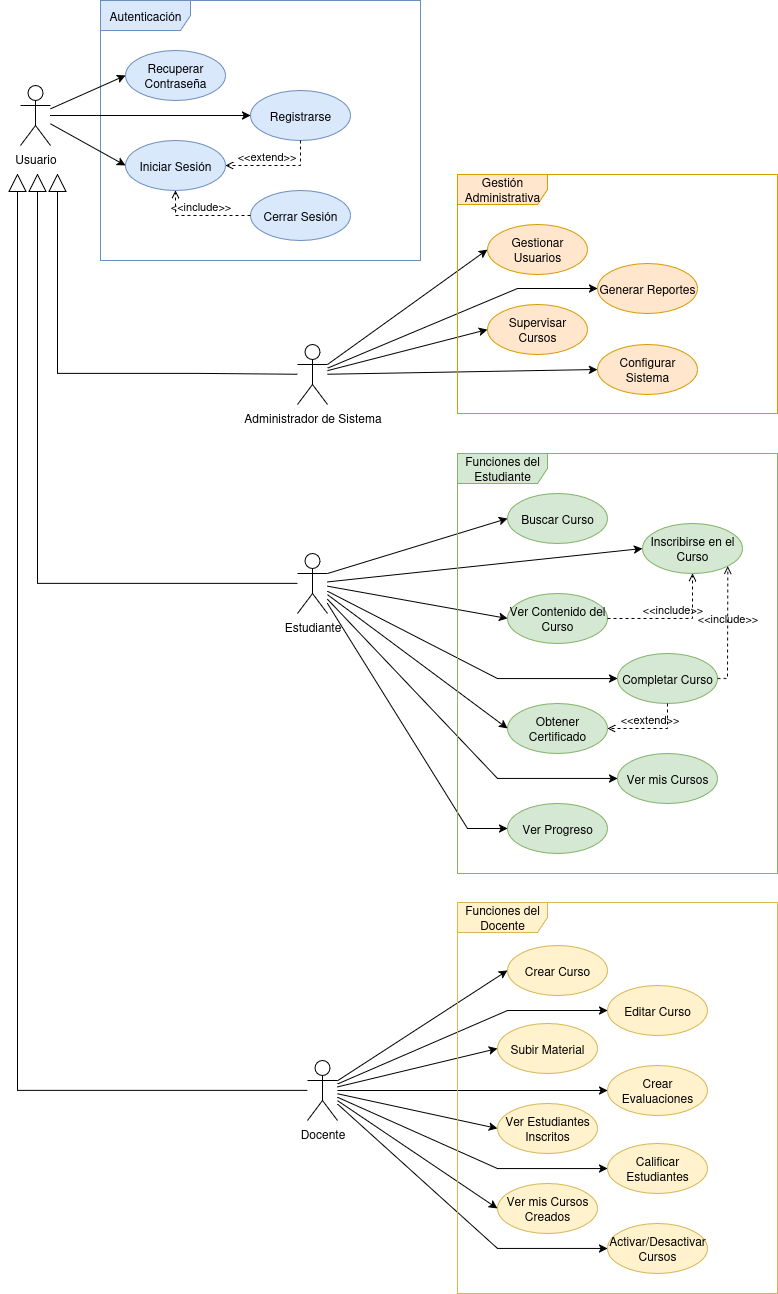 Autenticación
Recuperar
Contraseña
Registrarse
Usuario
Iniciar Sesión
<<extend>>
<<include>>
Cerrar Sesión
Gestión
Administrativa
Gestionar
Usuarios
Generar Reportes
Supervisar
Cursos
Configurar
Sistema
Administrador de Sistema
Funciones del
Estudiante
Buscar Curso
Inscribirse en el
Curso
Ver Contenido del
Curso
<<include>>
<<include>>
Estudiante
Completar Curso
Obtener
Certificado
<<extend>>
Ver mis Cursos
Ver Progreso
Funciones del
Docente
Crear Curso
Editar Curso
Subir Material
Crear
Evaluaciones
Ver Estudiantes
Inscritos
Docente
Calificar
Estudiantes
Ver mis Cursos
Creados
Activar/Desactivar
Cursos